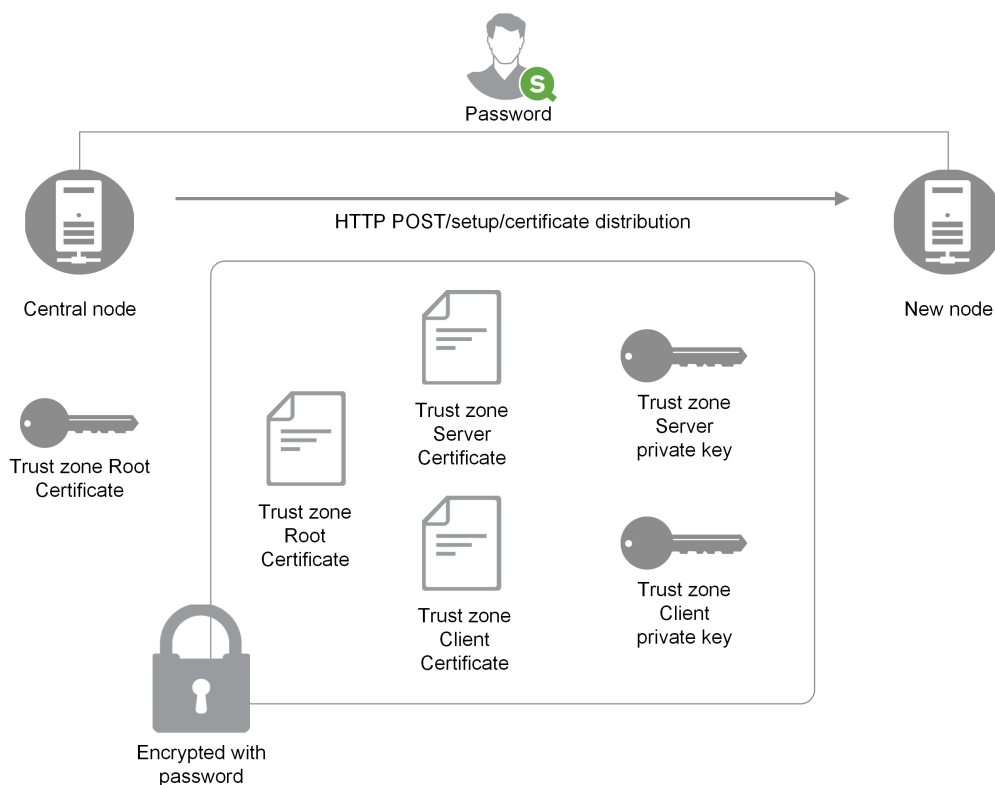 S
Password
HTTP POST/setup/certificate distribution
Central node
New node
Trust zone Root
Certificate
Trust zone
Root
Certificate
Trust zone
Server
Certificate
Trust zone
Server
private key
Trust zone
Client
Certificate
Trust zone
Client
private key
Encrypted with
password